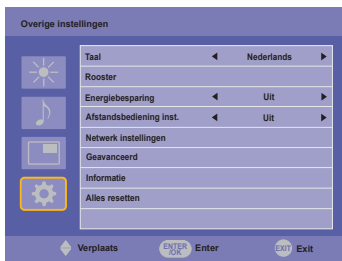 Overige instellingen
Taal Nederlands
Rooster
Energiebesparing Uit
Afstandsbediening inst. Uit
Netwerk instellingen
Geavanceerd
Informatie
Alles resetten
Verplaats ENTER /OK Enter EXIT Exit